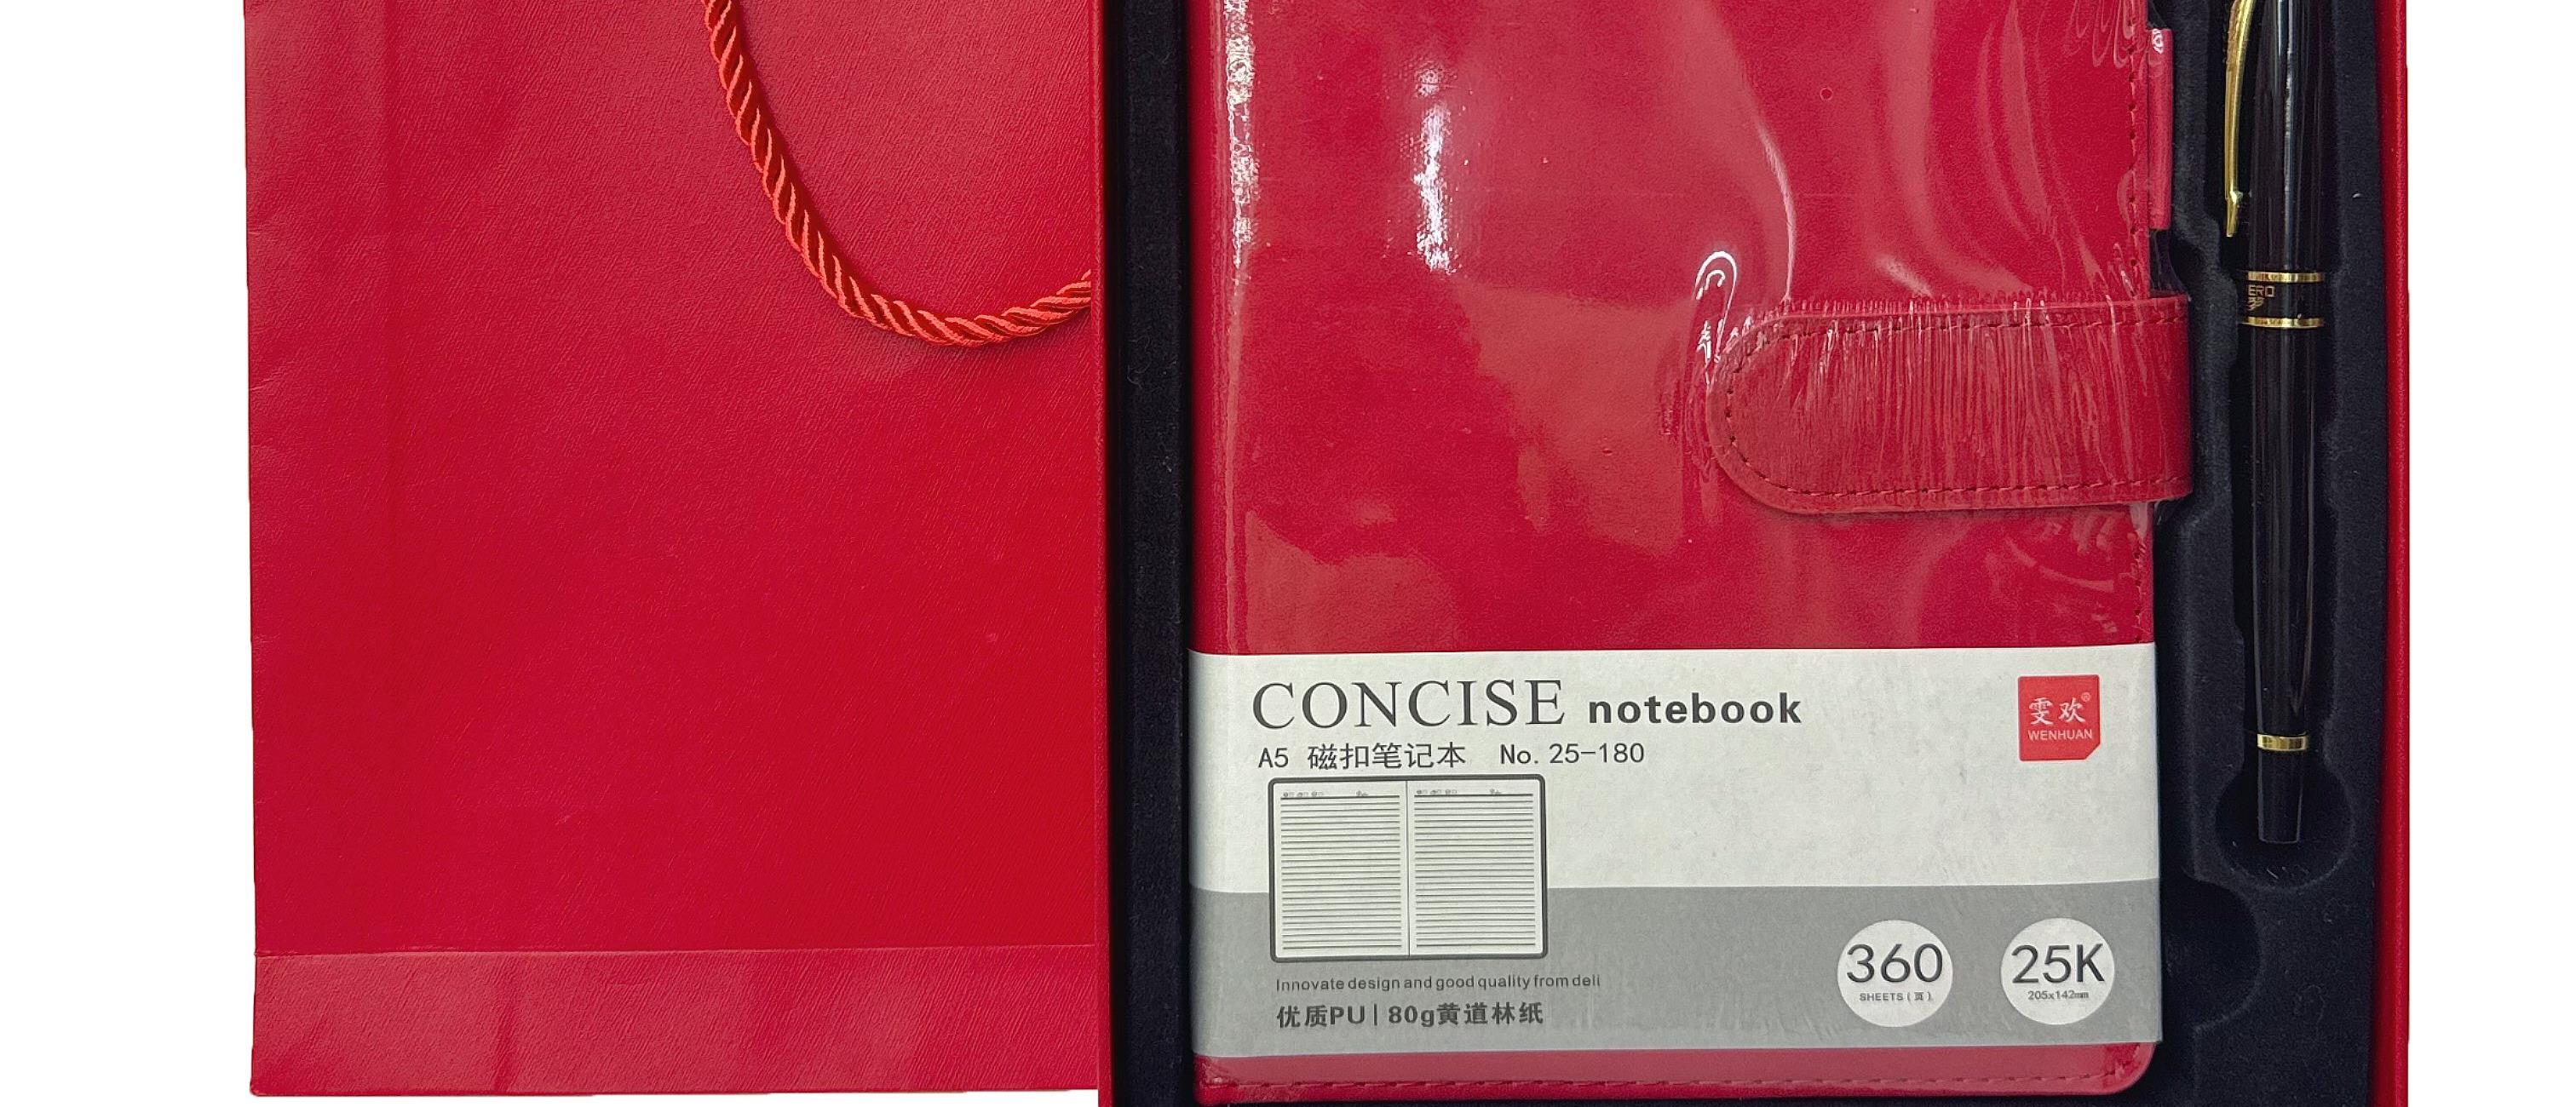 ERO
CONCISE notebook
雯欢®
WENHUAN
A5 磁扣笔记本 No. 25-180
Innovate design and good quality from deli
优质PU | 80g黄道林纸
360
SHEETS (页)
25K
205x142mm